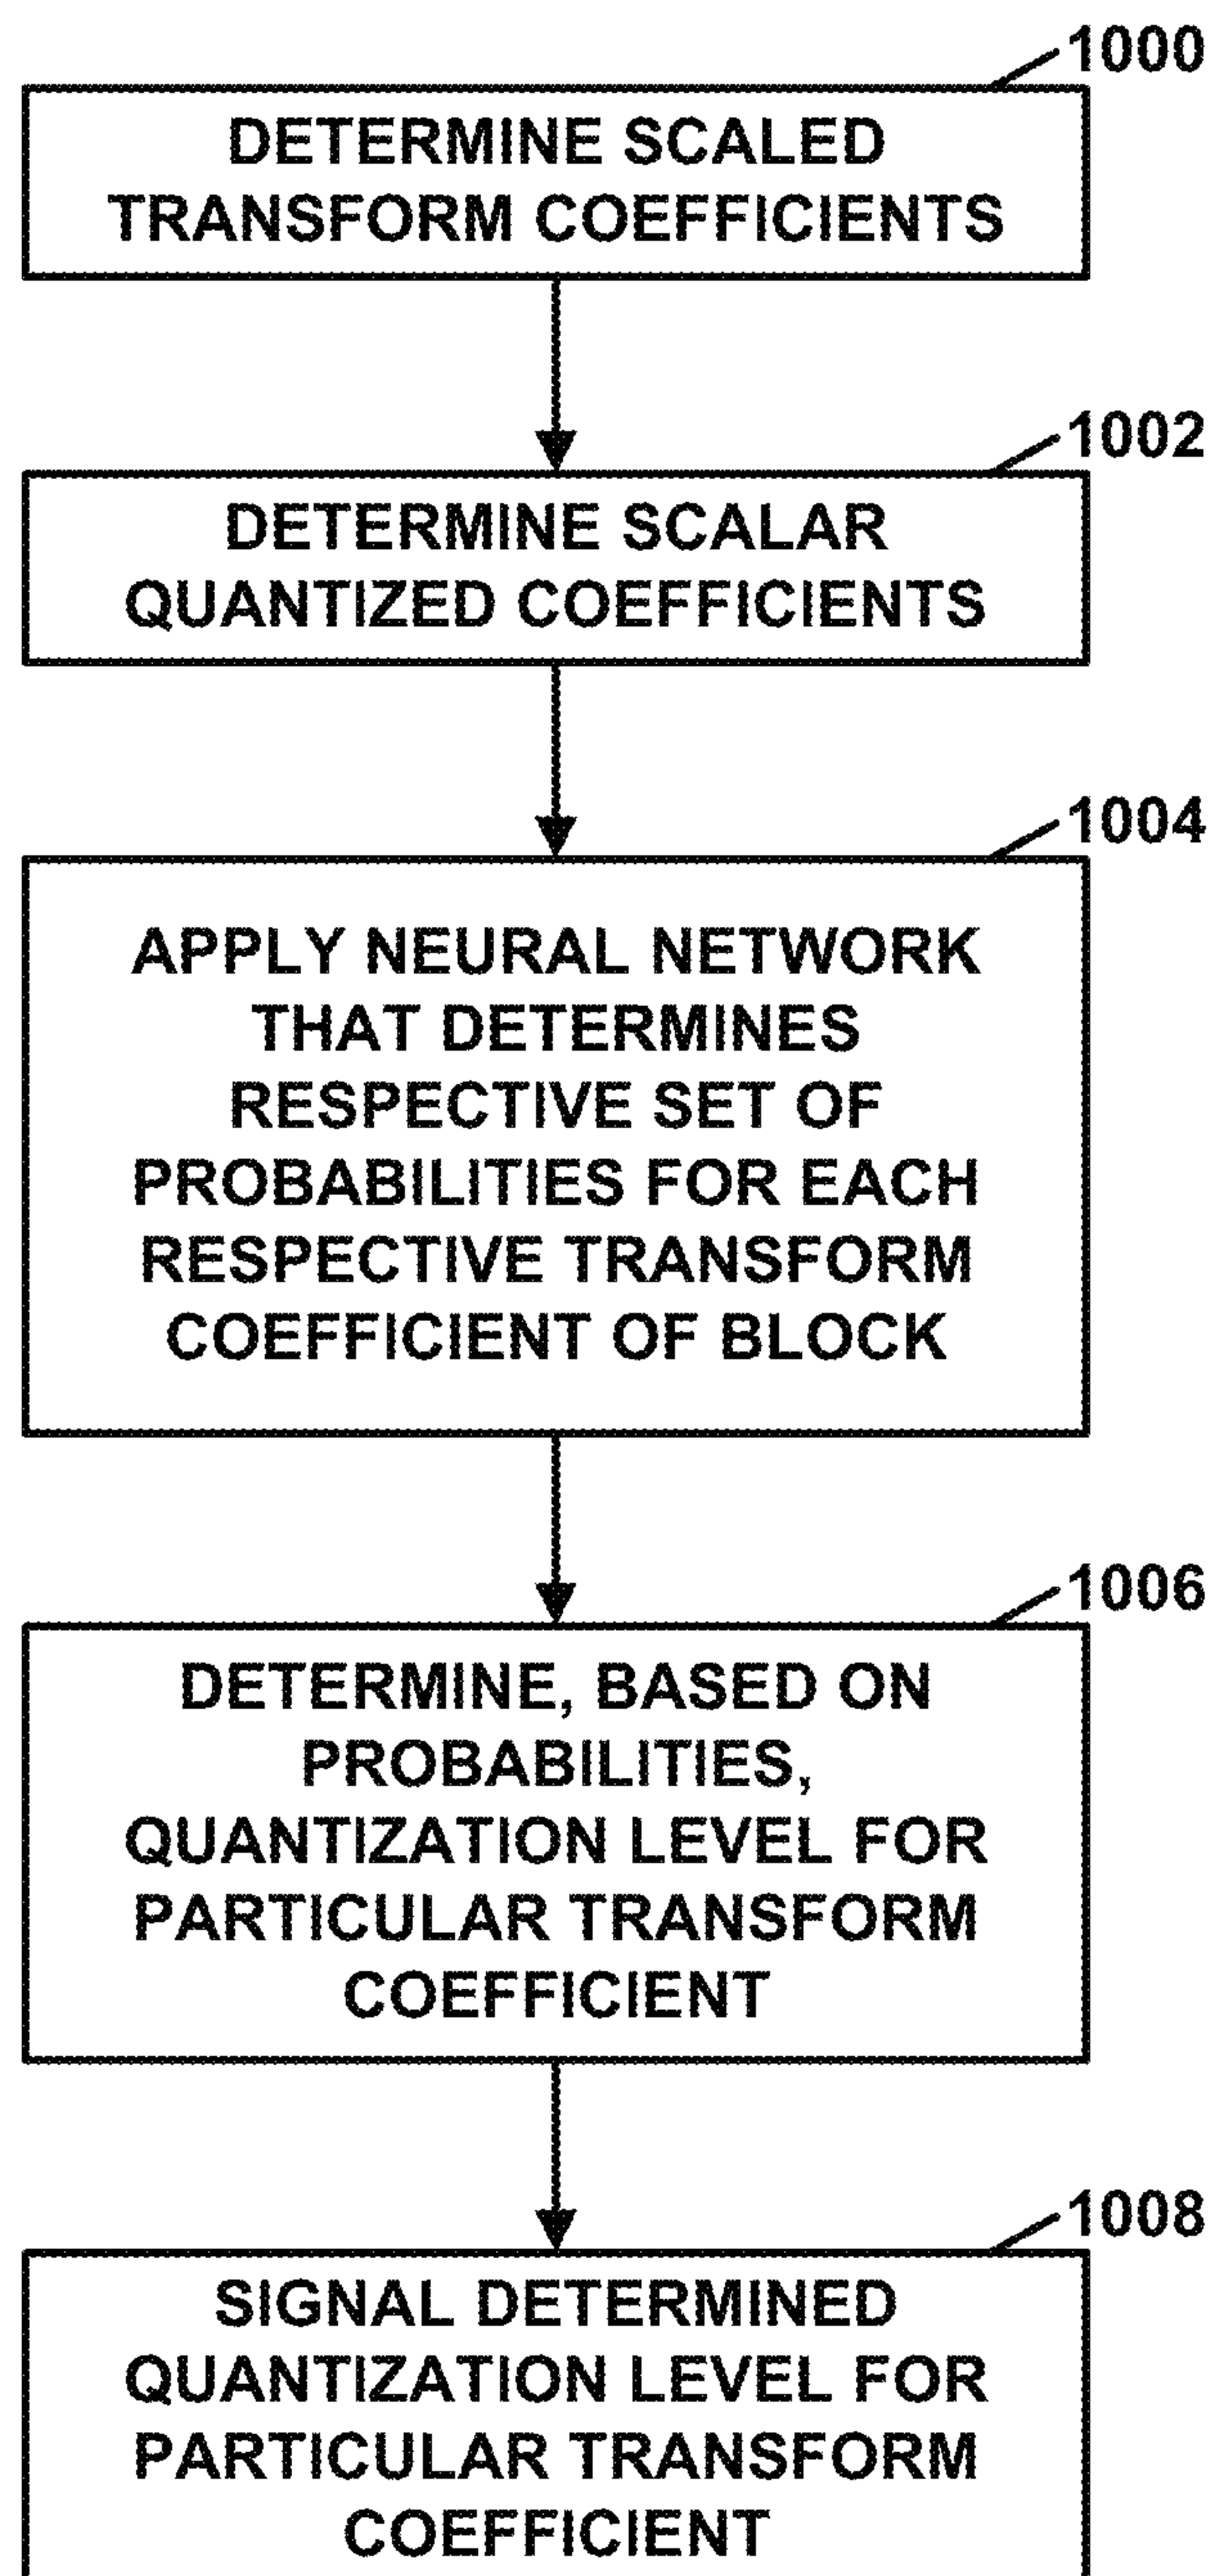 1000
DETERMINE SCALED
TRANSFORM COEFFICIENTS
1002
DETERMINE SCALAR
QUANTIZED COEFFICIENTS
1004
APPLY NEURAL NETWORK
THAT DETERMINES
RESPECTIVE SET OF
PROBABILITIES FOR EACH
RESPECTIVE TRANSFORM
COEFFICIENT OF BLOCK
1006
DETERMINE, BASED ON
PROBABILITIES,
QUANTIZATION LEVEL FOR
PARTICULAR TRANSFORM
COEFFICIENT
1008
SIGNAL DETERMINED
QUANTIZATION LEVEL FOR
PARTICULAR TRANSFORM
COEFFICIENT